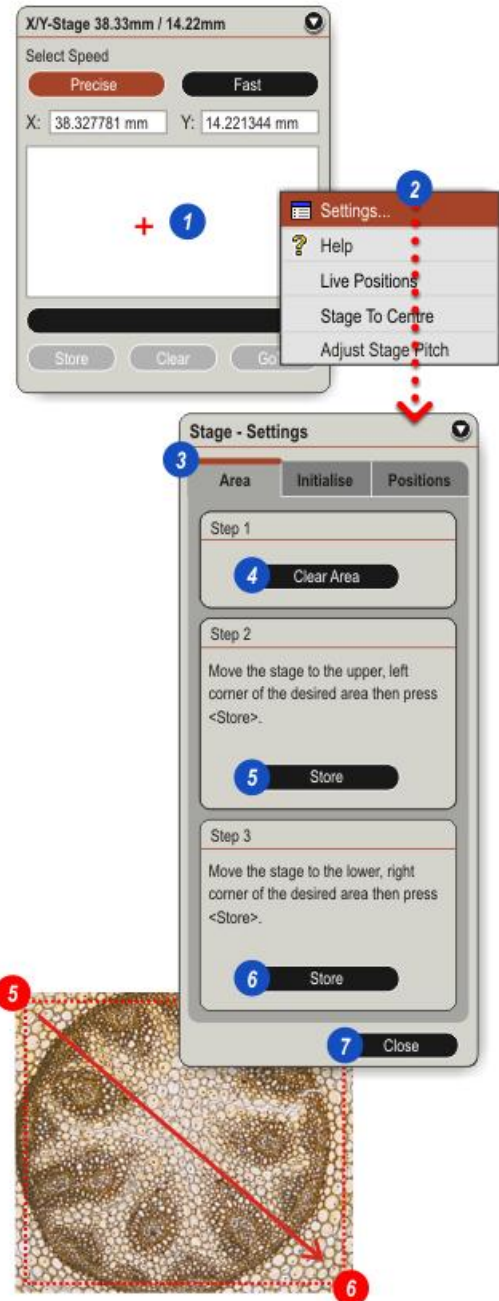 X/Y-Stage 38.33mm / 14.22mm
Select Speed
Precise Fast
X: 38.327781 mm Y: 14.221344 mm
1
2
Settings...
Help
Live Positions
Stage To Centre
Adjust Stage Pitch
Store Clear
Stage - Settings
3
Area Initialise Positions
Step 1
4 Clear Area
Step 2
Move the stage to the upper, left
corner of the desired area then press
<Store>.
5 Store
Step 3
Move the stage to the lower, right
corner of the desired area then press
<Store>.
6 Store
7 Close
5
6